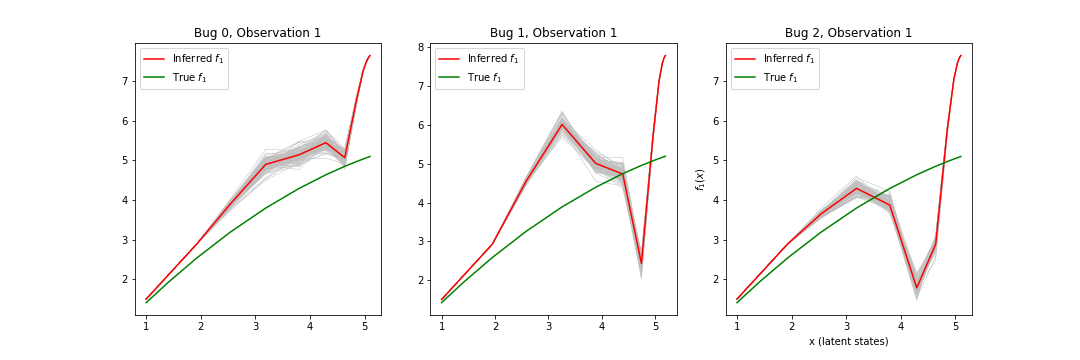 Bug 0, Observation 1
Inferred f₁
True f₁
7
6
5
4
3
2
1 2 3 4 5
Bug 1, Observation 1
Inferred f₁
True f₁
8
7
6
5
4
3
2
1 2 3 4 5
Bug 2, Observation 1
Inferred f₁
True f₁
f₁(x)
7
6
5
4
3
2
1 2 3 4 5
x (latent states)